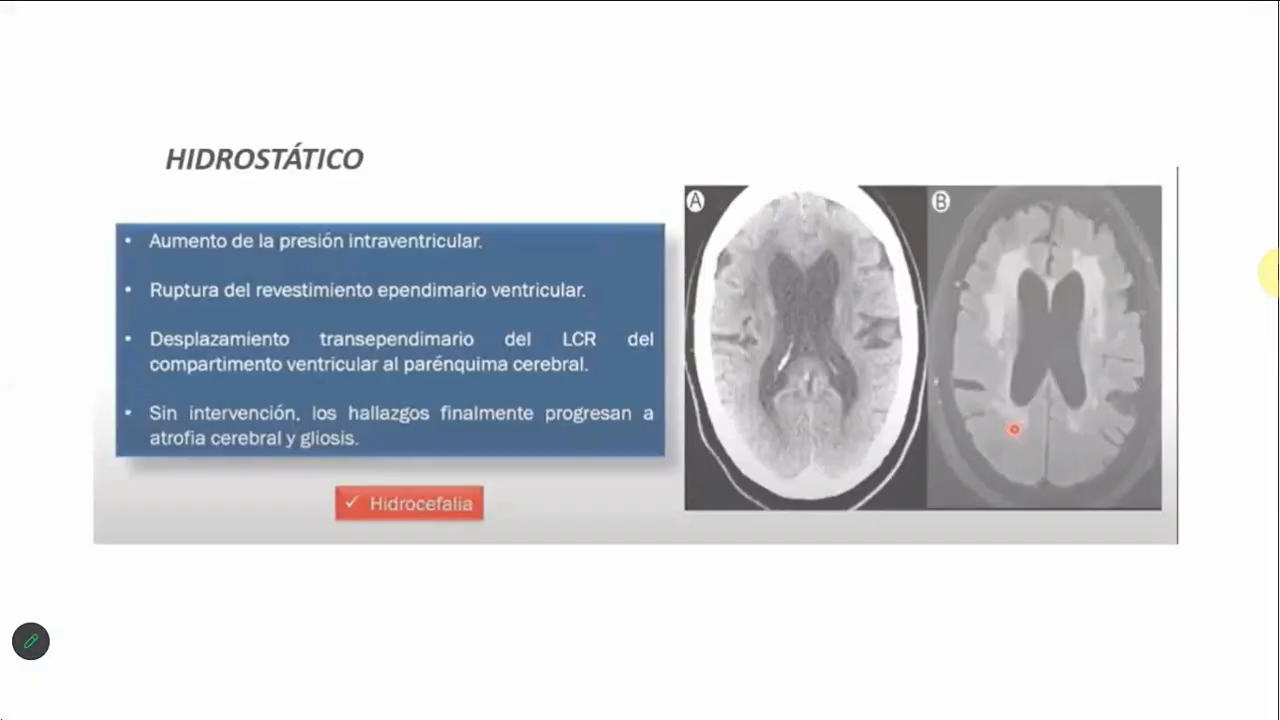 HIDROSTÁTICO
• Aumento de la presión intraventricular.
• Ruptura del revestimiento ependimario ventricular.
• Desplazamiento transependimario del LCR del
compartimento ventricular al parénquima cerebral.
• Sin intervención, los hallazgos finalmente progresan a
atrofia cerebral y gliosis.
✓ Hidrocefalia
A
B